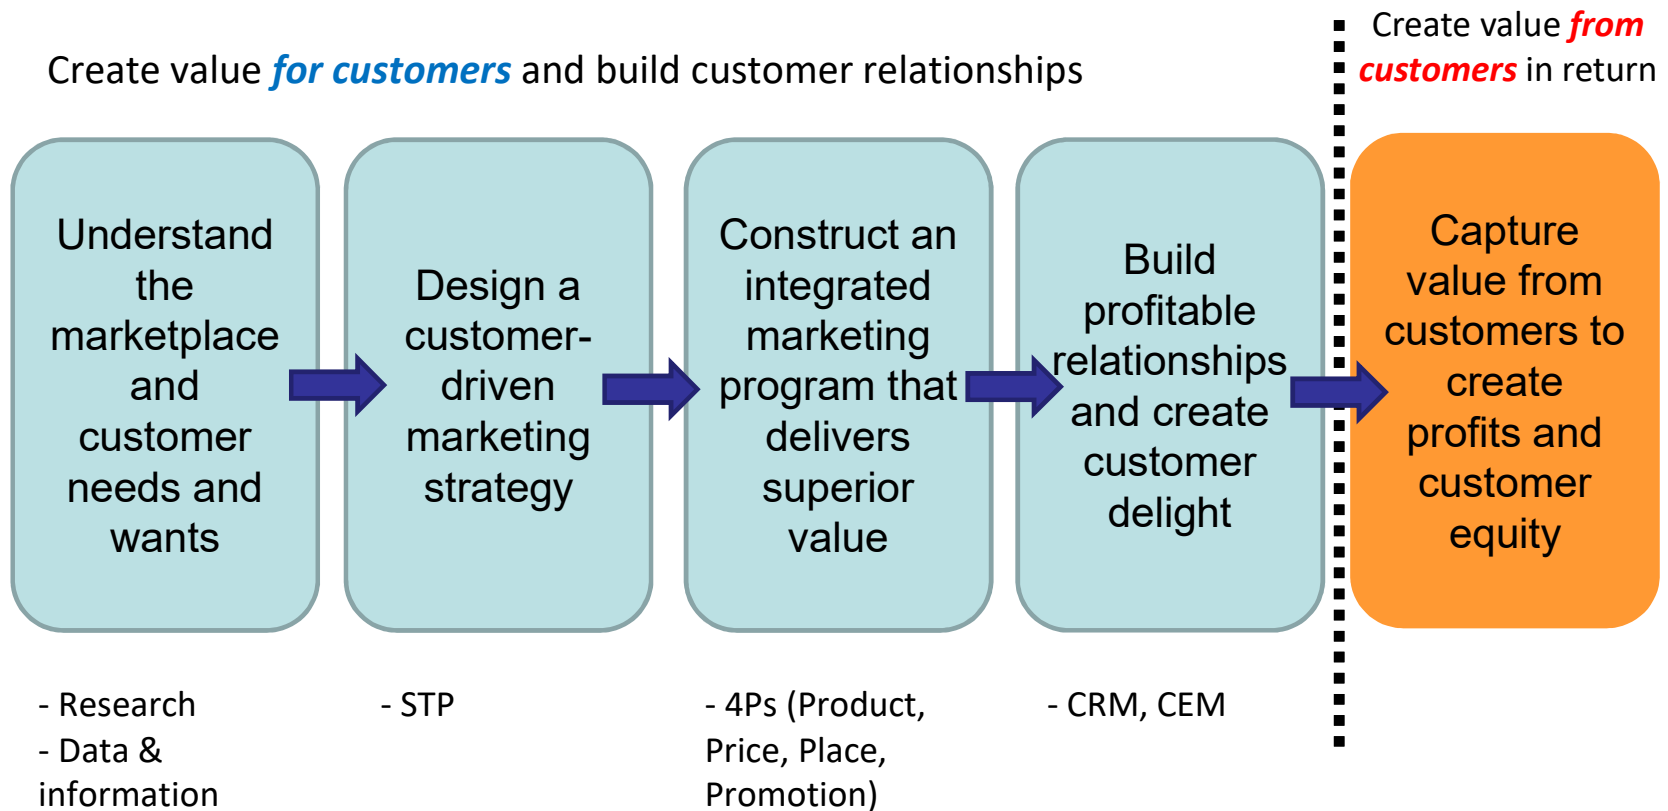 Create value for customers and build customer relationships
Create value from
customers in return
Understand
the
marketplace
and
customer
needs and
wants
Design a
customer-
driven
marketing
strategy
Construct an
integrated
marketing
program that
delivers
superior
value
Build
profitable
relationships
and create
customer
delight
Capture
value from
customers to
create
profits and
customer
equity
- Research
- Data &
information
- STP
- 4Ps (Product,
Price, Place,
Promotion)
- CRM, CEM